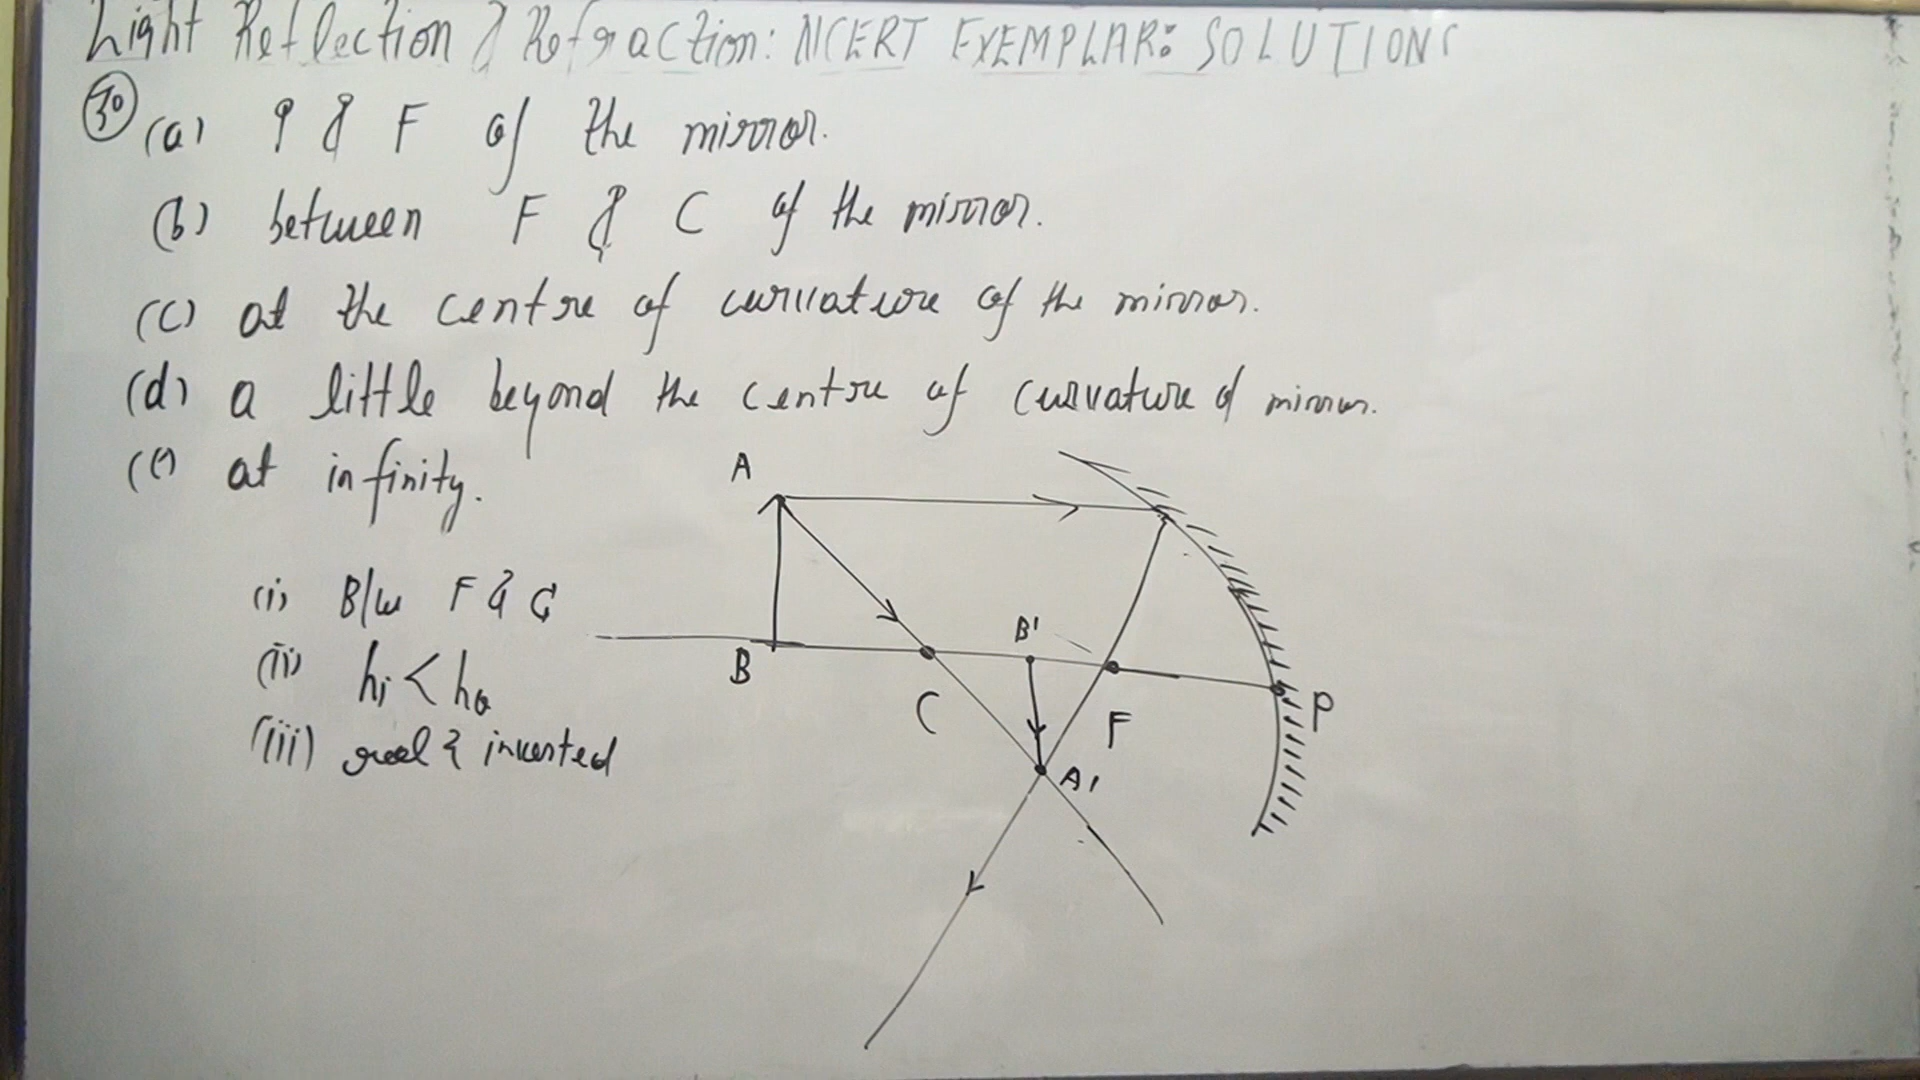 Light Reflection & Refraction: NCERT EXEMPLAR: SOLUTIONS
30 (a) P & F of the mirror.
(b) between F & C of the mirror.
(c) at the centre of curvature of the mirror.
(d) a little beyond the centre of curvature of mirror.
(e) at infinity.
A
(i) B/w F & C
B'
B
(ii) hi < ho
C
F
P
(iii) real & inverted
A'